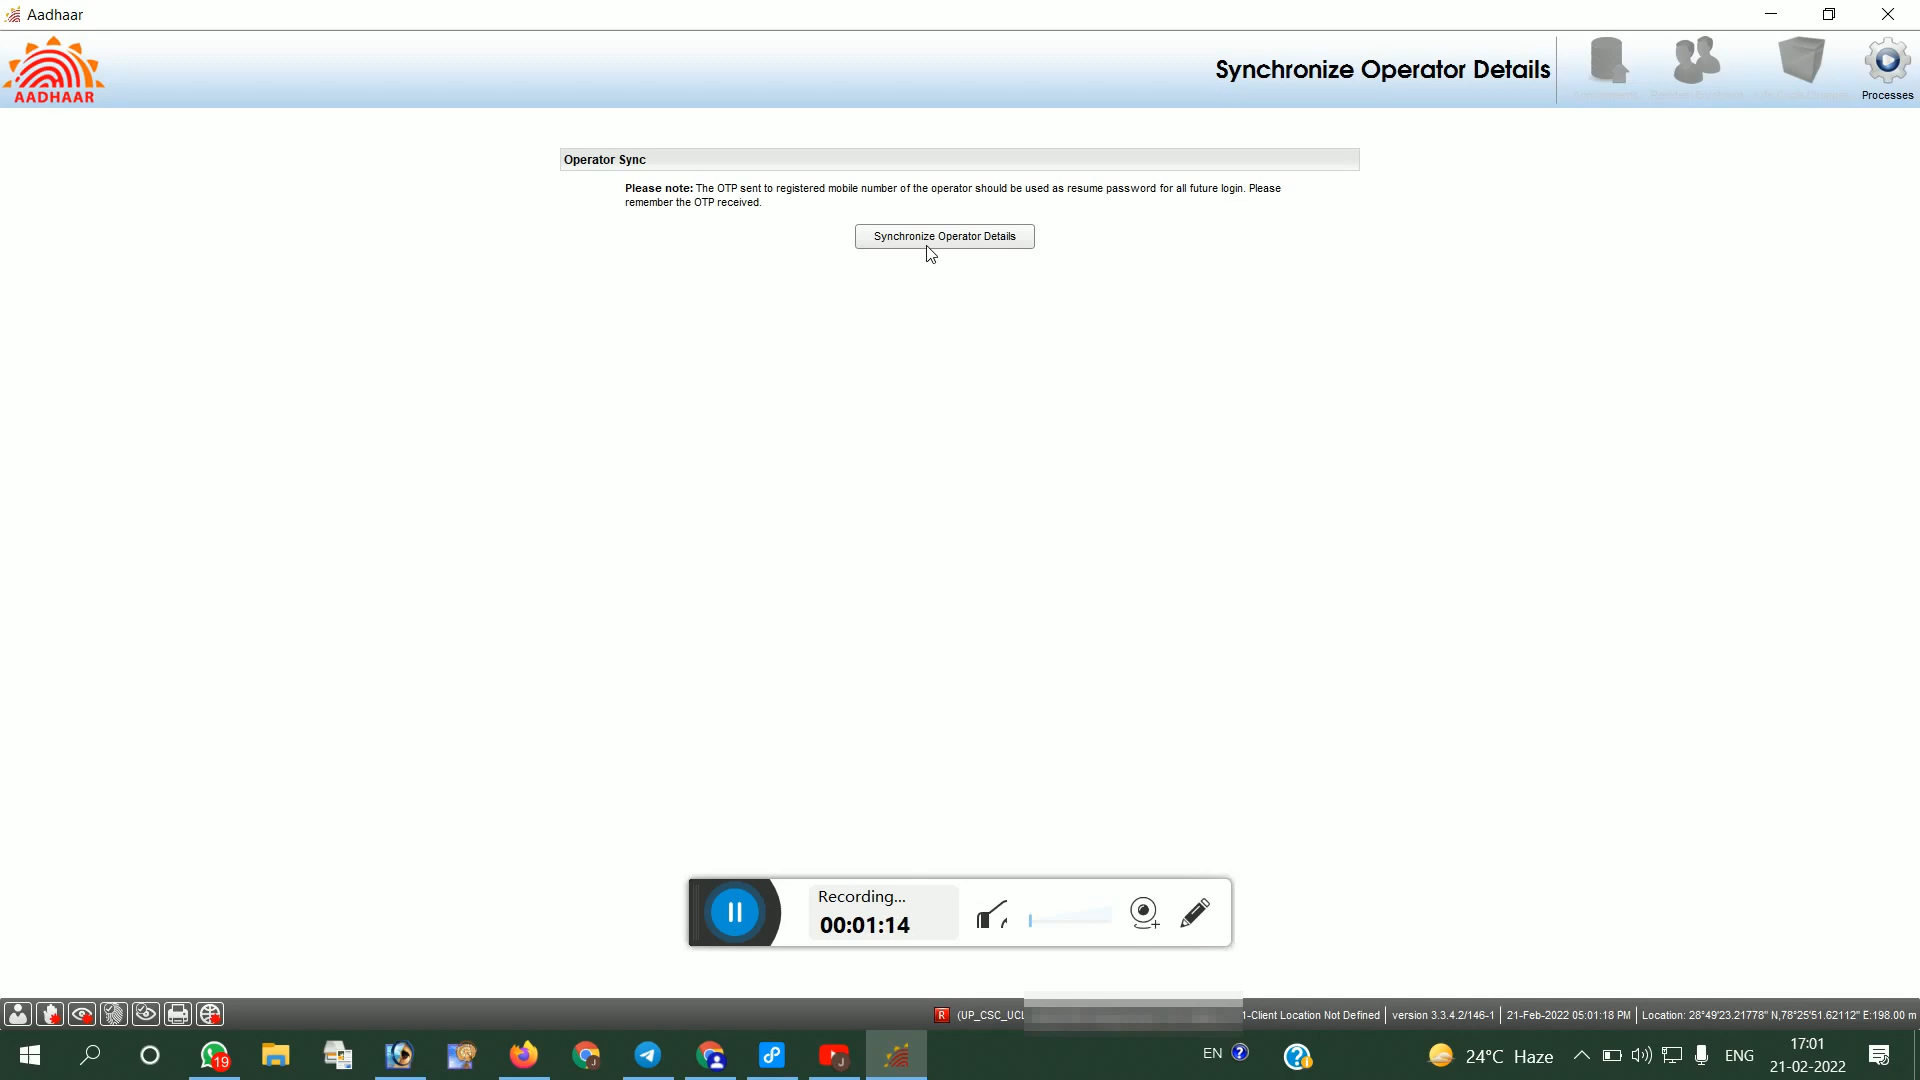 Aadhaar
AADHAAR
Synchronize Operator Details
Processes
Operator Sync
Please note: The OTP sent to registered mobile number of the operator should be used as resume password for all future login. Please
remember the OTP received.
Synchronize Operator Details
Recording...
00:01:14
R (UP_CSC_UCL
1-Client Location Not Defined
version 3.3.4.2/146-1
21-Feb-2022 05:01:18 PM
Location: 28°49'23.21778" N,78°25'51.62112" E:198.00 m
19
J
J
EN
24°C Haze
ENG
17:01
21-02-2022